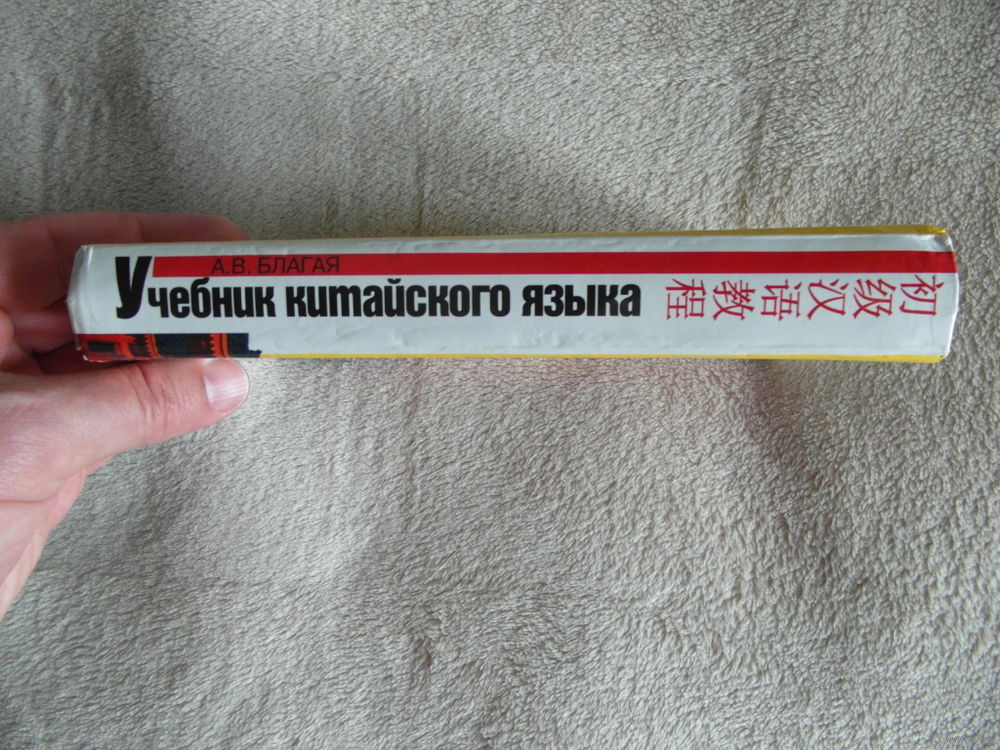 А.В. БЛАГАЯ
Учебник китайского языка
初级汉语教程